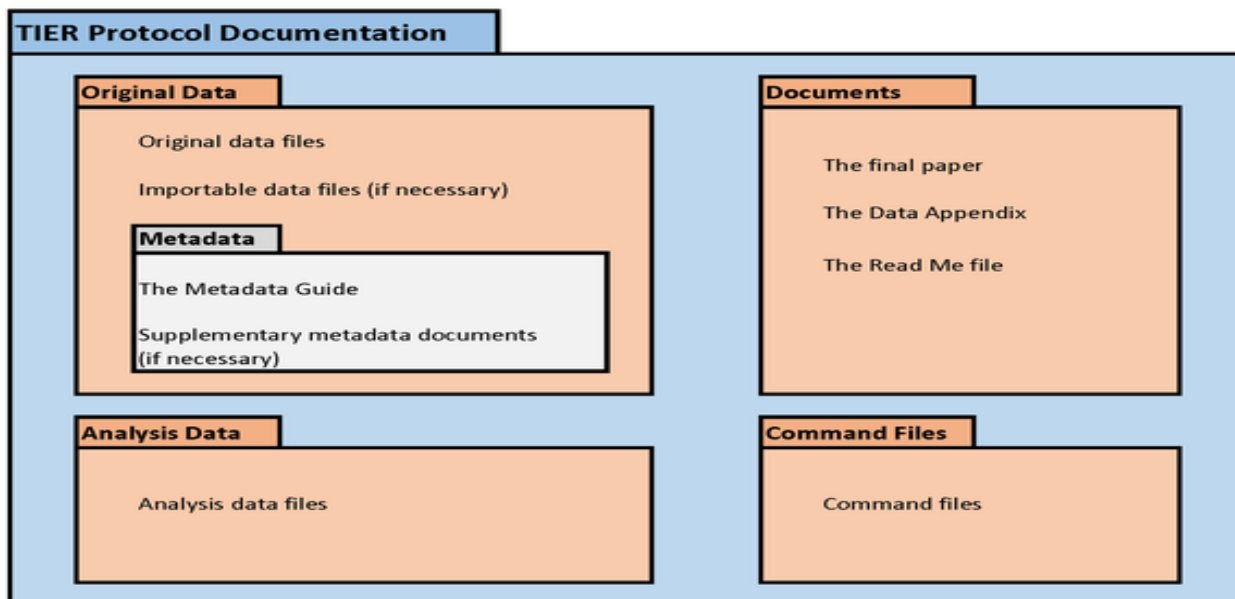 TIER Protocol Documentation
Original Data
Original data files
Importable data files (if necessary)
Metadata
The Metadata Guide
Supplementary metadata documents
(if necessary)
Documents
The final paper
The Data Appendix
The Read Me file
Analysis Data
Analysis data files
Command Files
Command files